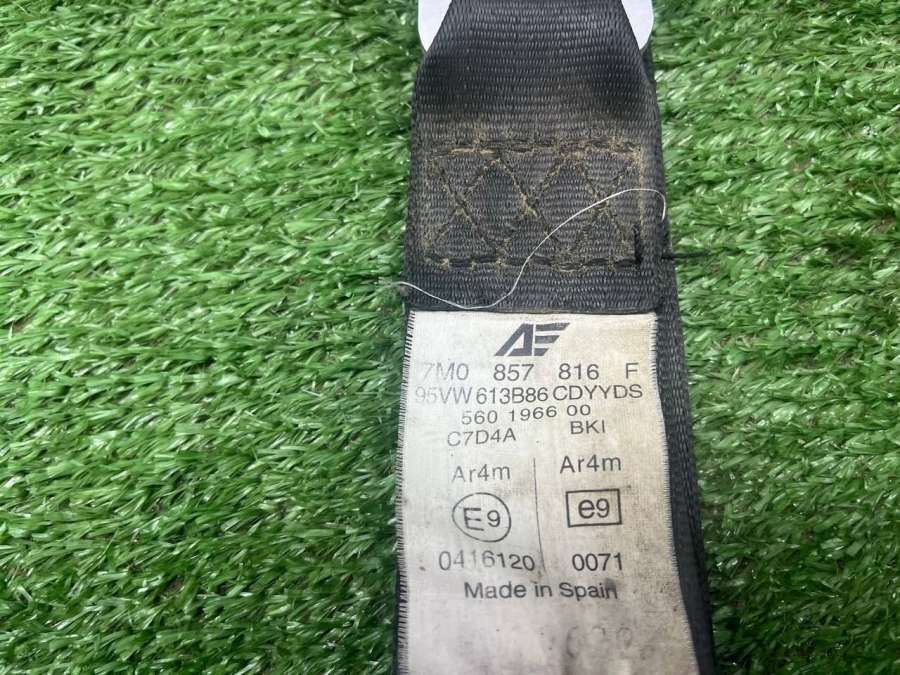 AE
7M0 857 816 F
95VW 613B86 CDYYDS
560 1966 00
C7D4A BKI
Ar4m Ar4m
E9 e9
0416120 0071
Made in Spain